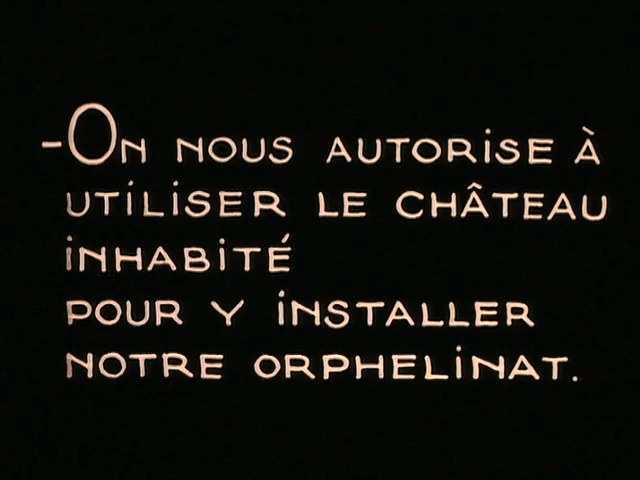 -On nous autorise à
utiliser le château
inhabité
pour y installer
notre orphelinat.